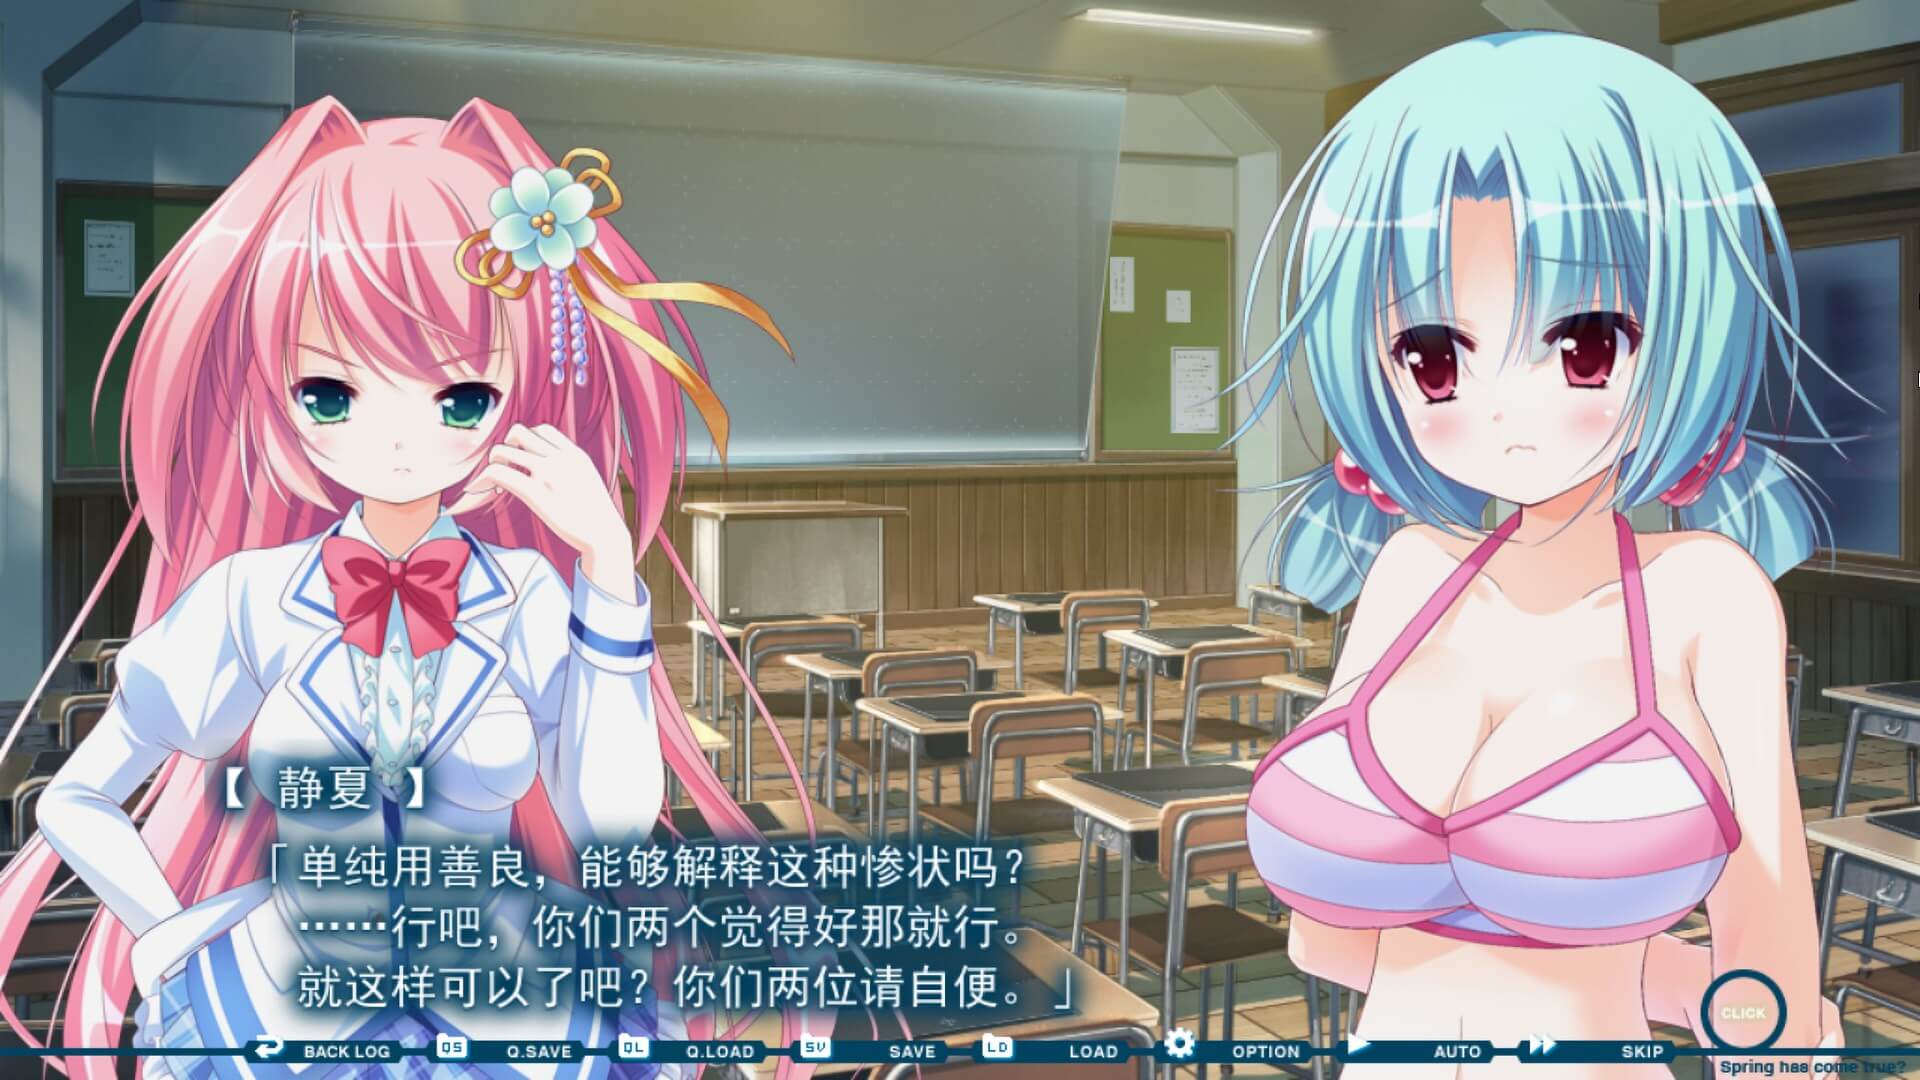 【 静夏 】
「单纯用善良，能够解释这种惨状吗？
……行吧，你们两个觉得好那就行。
就这样可以了吧？你们两位请自便。」
CLICK
QS QL SV LD
BACK LOG Q.SAVE Q.LOAD SAVE LOAD OPTION AUTO SKIP
Spring has come true?